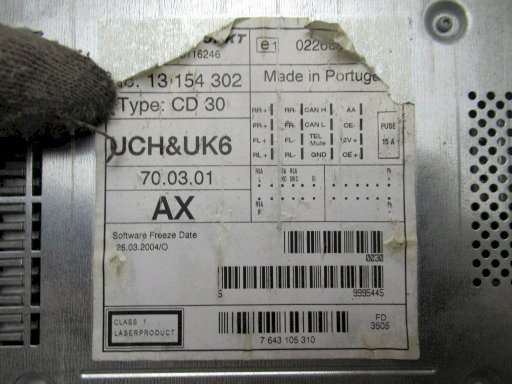 e1
Made in Portugal
13 154 302
Type: CD 30
UCH&UK6
70.03.01
AX
Software Freeze Date
26.03.2004/O
RR+ RR- CAN H AA
FR+ FR- CAN L CE-
FL+ FL- TEL Mute 12V+
RL+ RL- GND CE+
FUSE
15 A
0030
S 9995445
CLASS 1
LASERPRODUCT
7 643 105 310
FD
3505